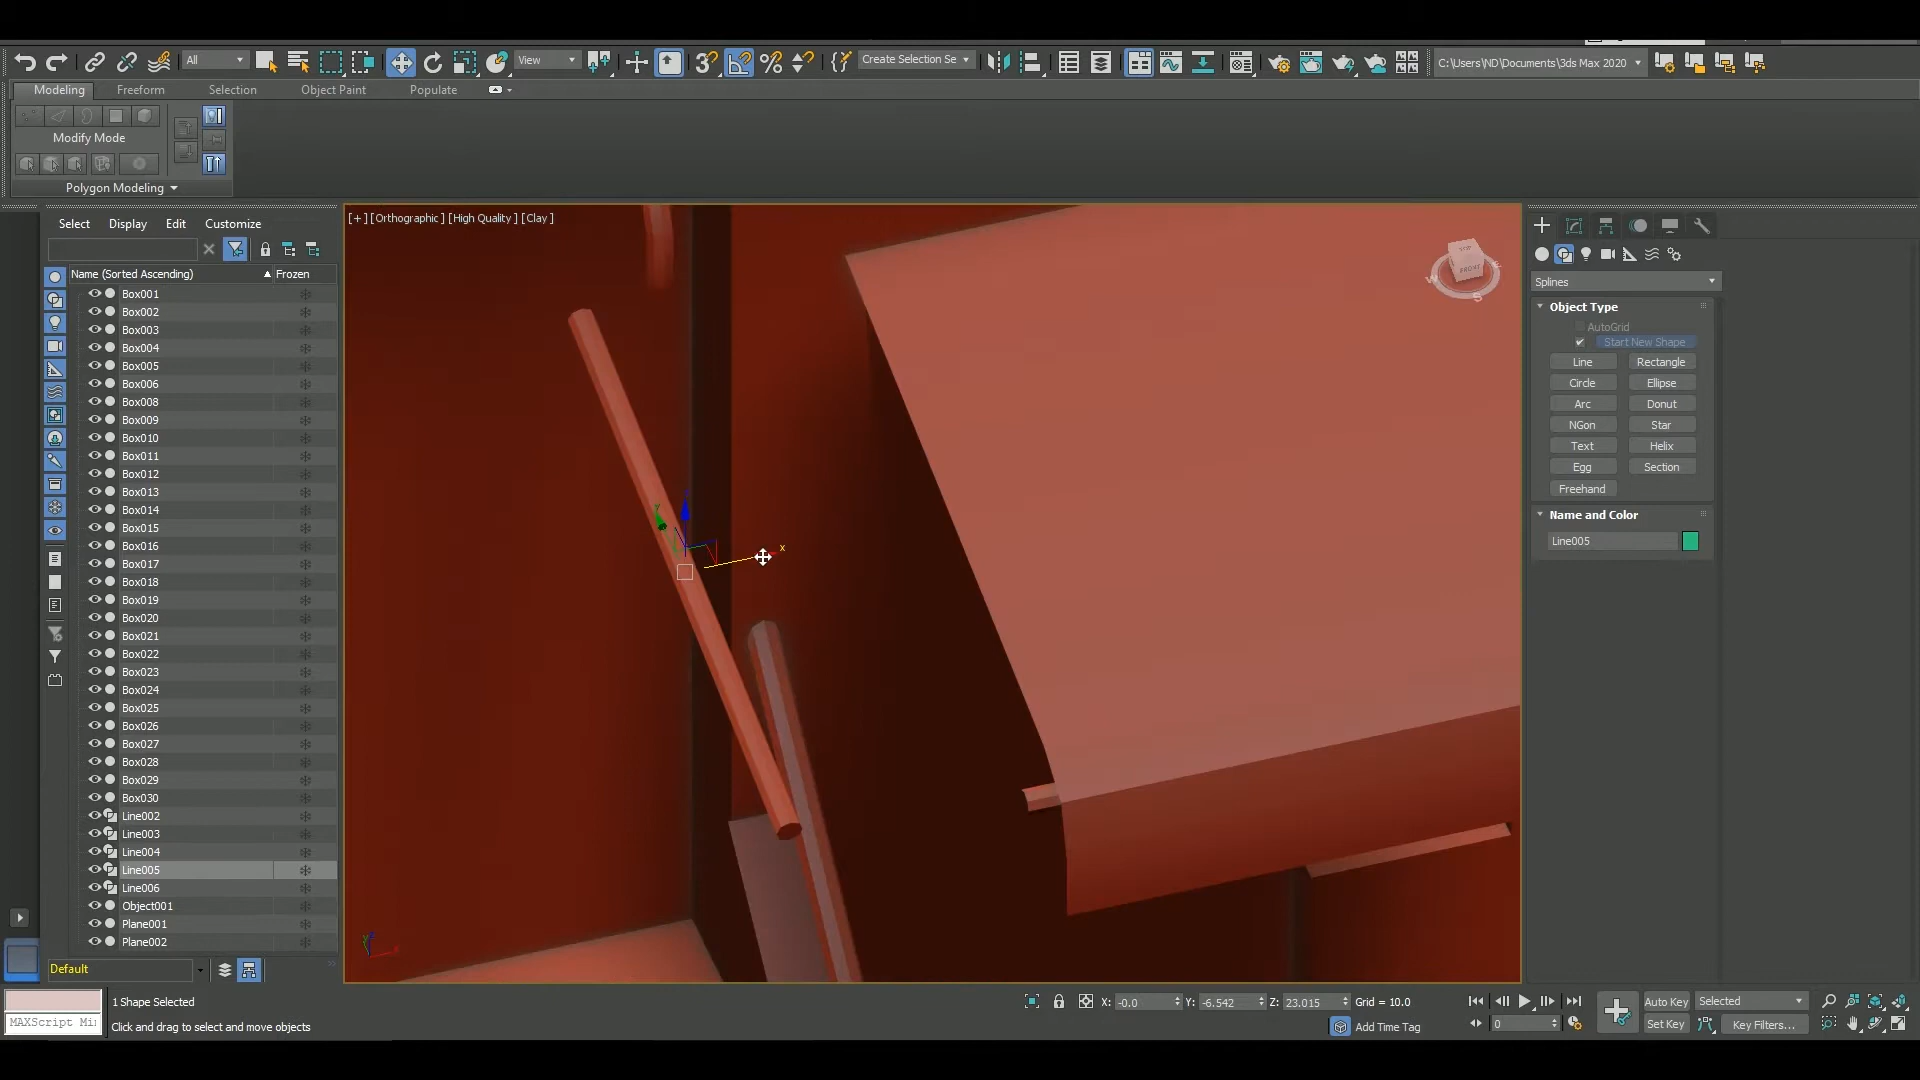 All
View
Create Selection Se
C:\Users\ND\Documents\3ds Max 2020
Modeling
Freeform
Selection
Object Paint
Populate
Modify Mode
Polygon Modeling
Select
Display
Edit
Customize
Name (Sorted Ascending)
Frozen
Box001
Box002
Box003
Box004
Box005
Box006
Box008
Box009
Box010
Box011
Box012
Box013
Box014
Box015
Box016
Box017
Box018
Box019
Box020
Box021
Box022
Box023
Box024
Box025
Box026
Box027
Box028
Box029
Box030
Line002
Line003
Line004
Line005
Line006
Object001
Plane001
Plane002
Default
[+] [Orthographic] [High Quality] [Clay]
x
Splines
Object Type
AutoGrid
Start New Shape
Line Rectangle
Circle Ellipse
Arc Donut
NGon Star
Text Helix
Egg Section
Freehand
Name and Color
Line005
1 Shape Selected
MAXScript Mi
Click and drag to select and move objects
X: -0.0 Y: -6.542 Z: 23.015 Grid = 10.0
Add Time Tag
0
Auto Key
Selected
Set Key
Key Filters...